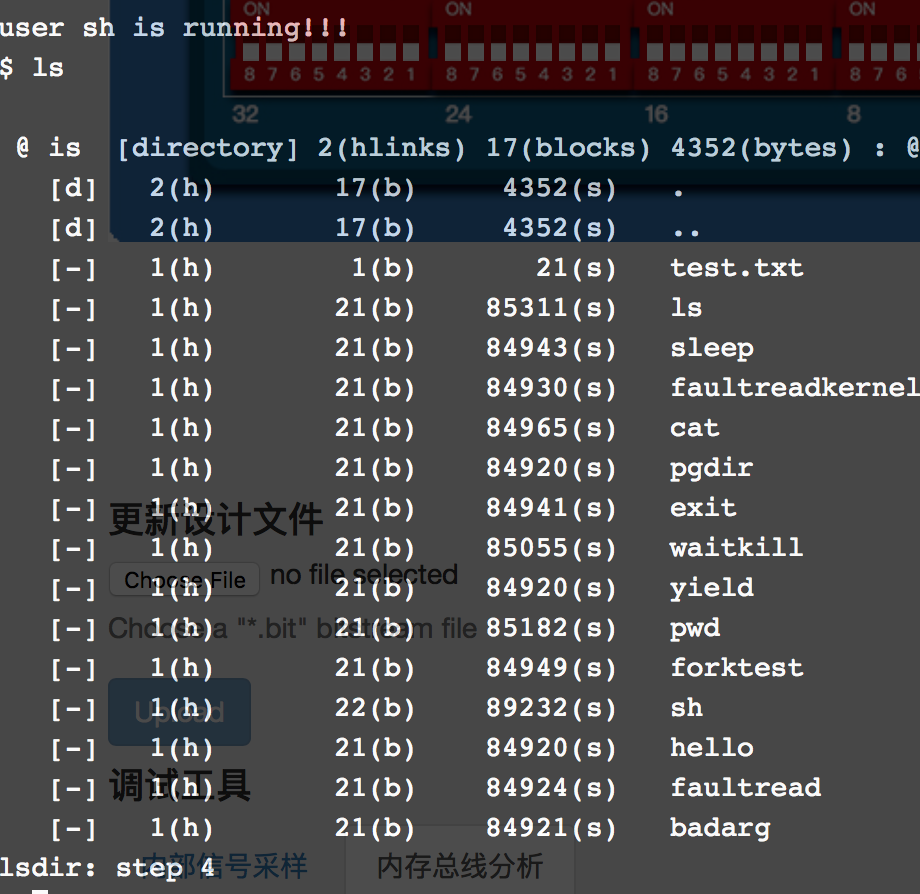 ON ON ON ON
user sh is running!!!
$ ls
8 7 6 5 4 3 2 1 8 7 6 5 4 3 2 1 8 7 6 5 4 3 2 1 8 7 6
32 24 16 8
@ is [directory] 2(hlinks) 17(blocks) 4352(bytes) : @
[d] 2(h) 17(b) 4352(s) .
[d] 2(h) 17(b) 4352(s) ..
[-] 1(h) 1(b) 21(s) test.txt
[-] 1(h) 21(b) 85311(s) ls
[-] 1(h) 21(b) 84943(s) sleep
[-] 1(h) 21(b) 84930(s) faultreadkernel
[-] 1(h) 21(b) 84965(s) cat
[-] 1(h) 21(b) 84920(s) pgdir
[-] 1(h) 21(b) 84941(s) exit
更新设计文件
[-] 1(h) 21(b) 85055(s) waitkill
Choose File no file selected
[-] 1(h) 21(b) 84920(s) yield
[-] 1(h) 21(b) 85182(s) pwd
Choose a "*.bit" bitstream file
[-] 1(h) 21(b) 84949(s) forktest
[-] 1(h) 22(b) 89232(s) sh
Upload
[-] 1(h) 21(b) 84920(s) hello
[-] 1(h) 21(b) 84924(s) faultread
调试工具
[-] 1(h) 21(b) 84921(s) badarg
lsdir: step 4
内部信号采样 内存总线分析